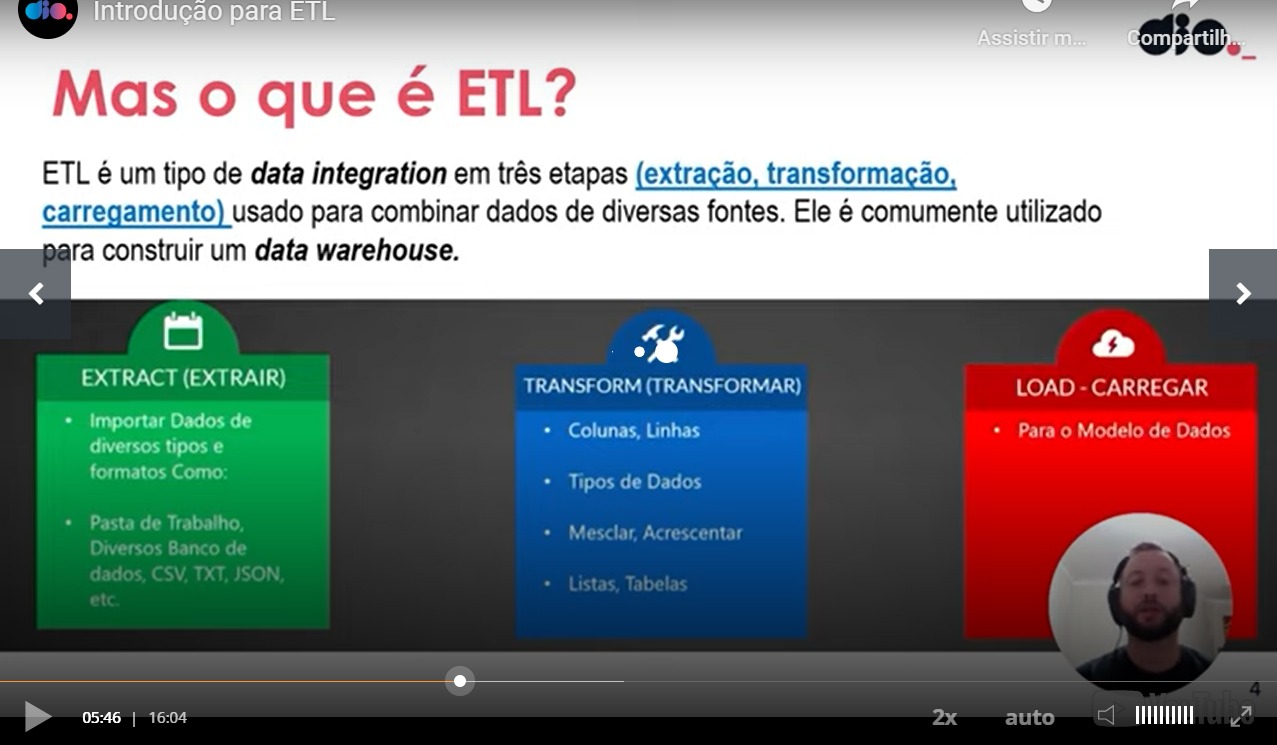 Introdução para ETL
Assistir m...
Compartilh...
dio._
Mas o que é ETL?
ETL é um tipo de data integration em três etapas (extração, transformação,
carregamento) usado para combinar dados de diversas fontes. Ele é comumente utilizado
para construir um data warehouse.
EXTRACT (EXTRAIR)
• Importar Dados de
diversos tipos e
formatos Como:
• Pasta de Trabalho,
Diversos Banco de
dados, CSV, TXT, JSON,
etc.
TRANSFORM (TRANSFORMAR)
• Colunas, Linhas
• Tipos de Dados
• Mesclar, Acrescentar
• Listas, Tabelas
LOAD - CARREGAR
• Para o Modelo de Dados
4
YouTube
05:46 | 16:04
2x
auto